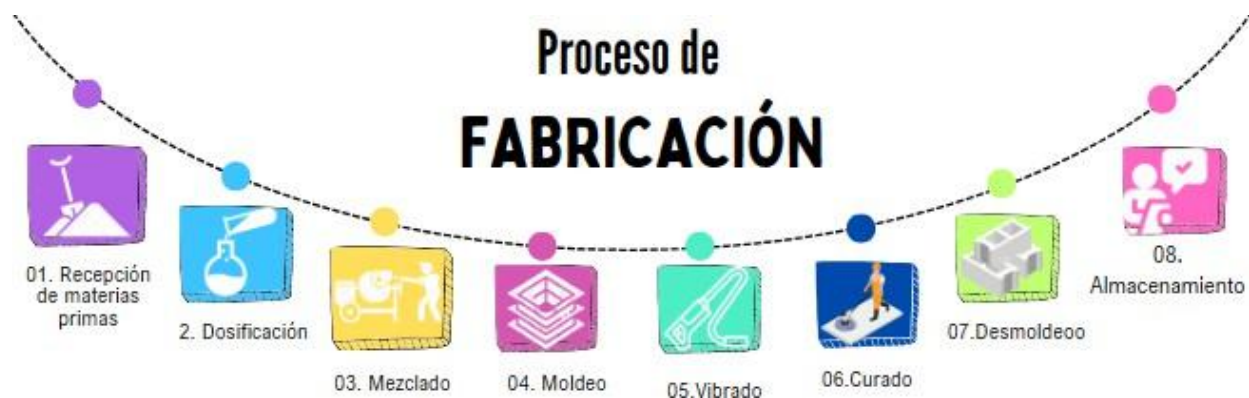 Proceso de
FABRICACIÓN
01. Recepción
de materias
primas
2. Dosificación
03. Mezclado
04. Moldeo
05.Vibrado
06.Curado
07.Desmoldeoo
08.
Almacenamiento